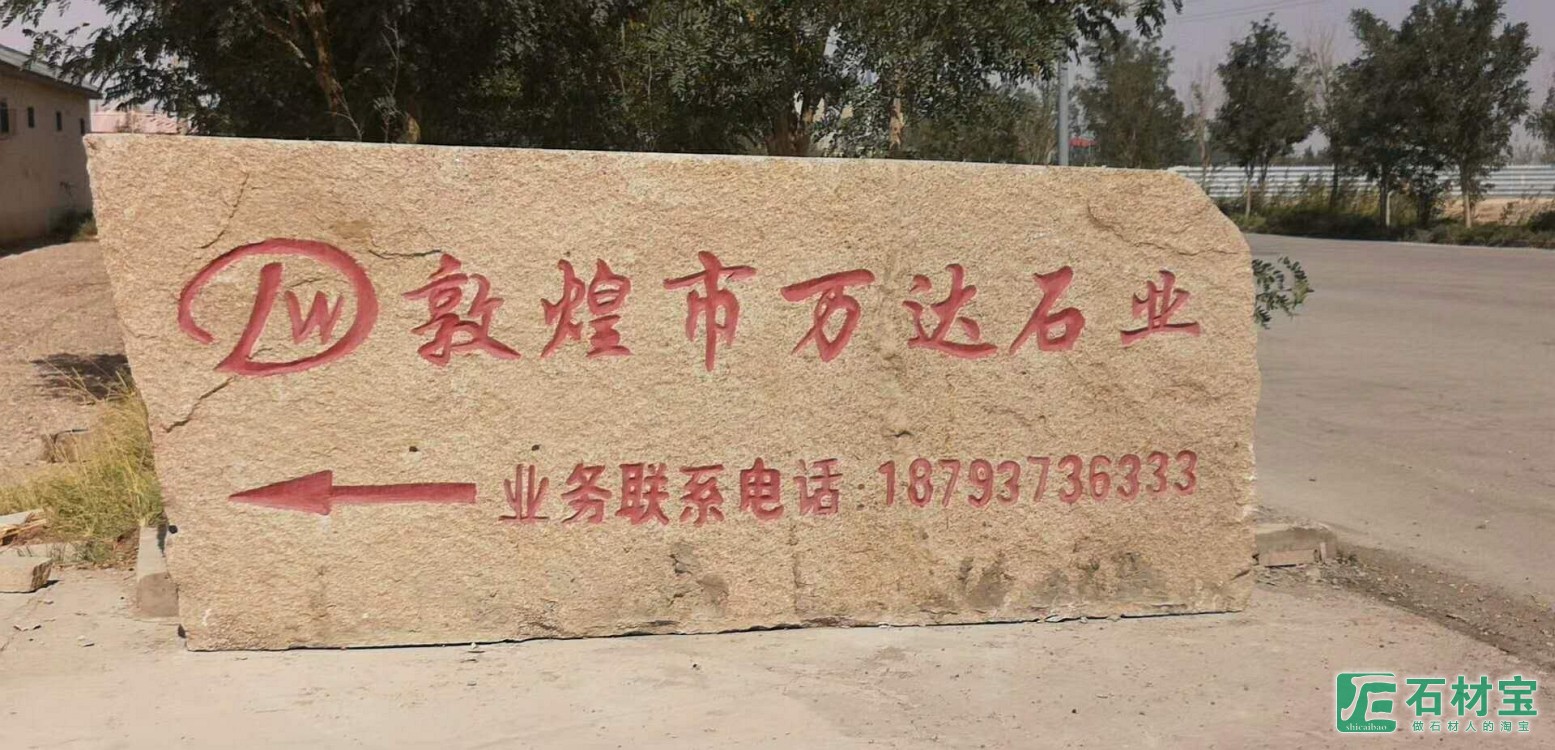 敦煌市万达石业
业务联系电话:18793736333
石材宝
shicaibao
做石材人的淘宝